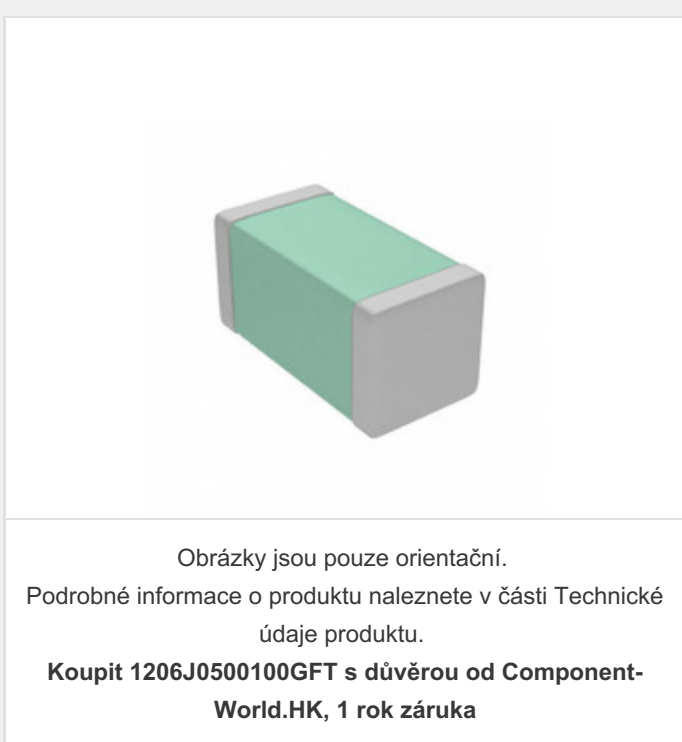 Obrázky jsou pouze orientační.
Podrobné informace o produktu naleznete v části Technické
údaje produktu.
Koupit 1206J0500100GFT s důvěrou od Component-
World.HK, 1 rok záruka